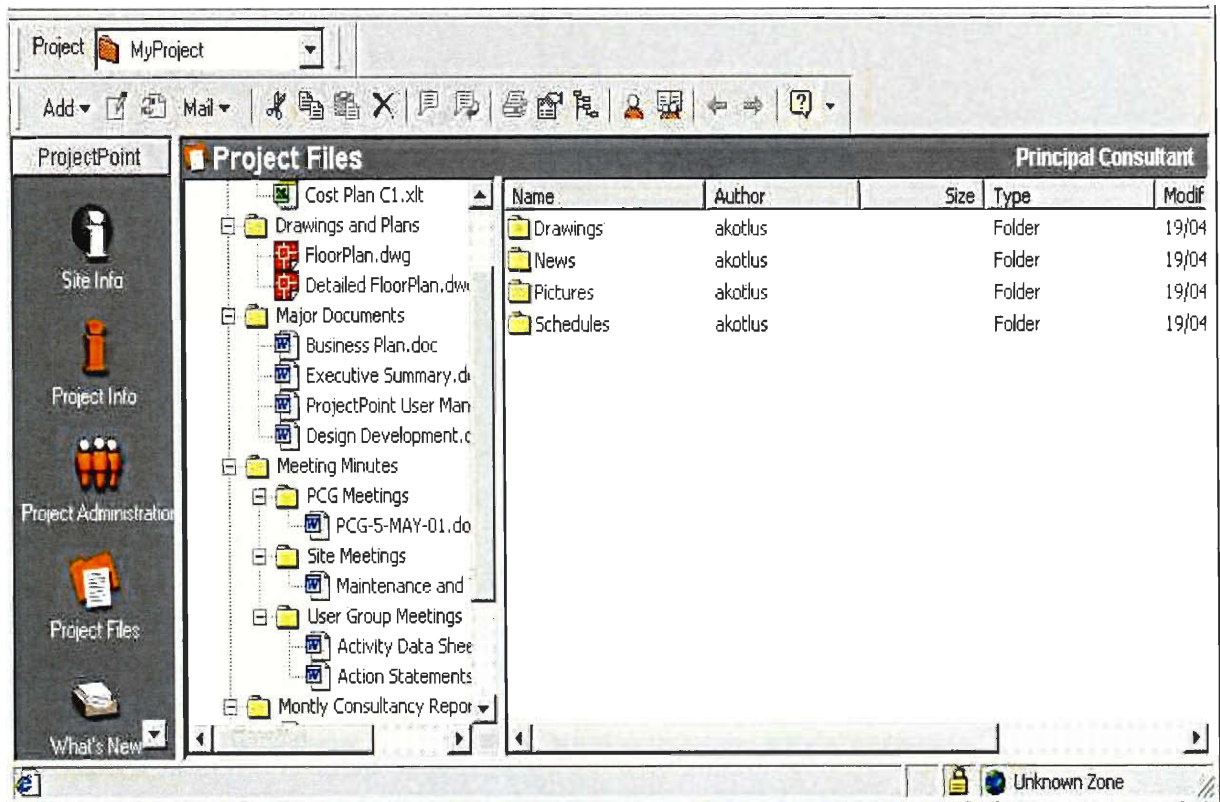 Project MyProject
Add Mail
ProjectPoint
Project Files Principal Consultant
Site Info
Project Info
Project Administration
Project Files
What's New
Cost Plan C1.xlt
Drawings and Plans
FloorPlan.dwg
Detailed FloorPlan.dw
Major Documents
Business Plan.doc
Executive Summary.d
ProjectPoint User Man
Design Development.c
Meeting Minutes
PCG Meetings
PCG-5-MAY-01.do
Site Meetings
Maintenance and
User Group Meetings
Activity Data Shee
Action Statements
Montly Consultancy Repor
Name Author Size Type Modif
Drawings akotlus Folder 19/04
News akotlus Folder 19/04
Pictures akotlus Folder 19/04
Schedules akotlus Folder 19/04
Unknown Zone